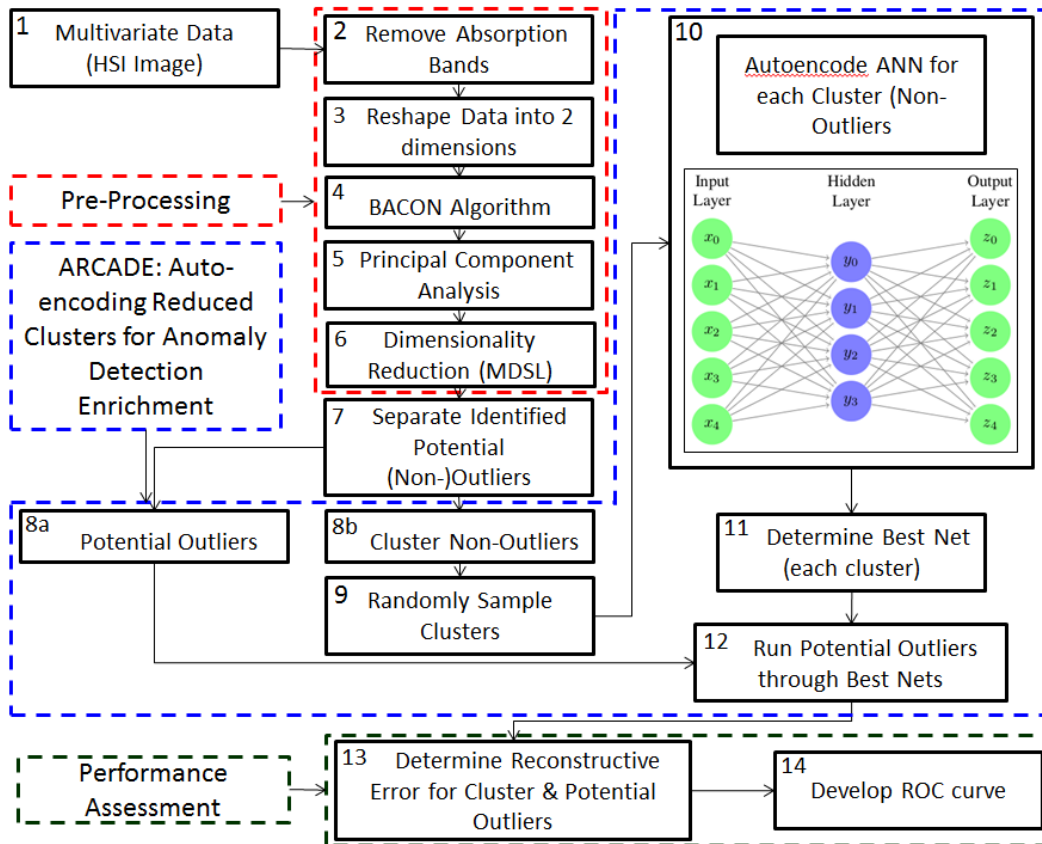 1
Multivariate Data
(HSI Image)
2
Remove Absorption
Bands
3
Reshape Data into 2
dimensions
4
BACON Algorithm
5
Principal Component
Analysis
6
Dimensionality
Reduction (MDSL)
7
Separate Identified
Potential
(Non-)Outliers
Pre-Processing
ARCADE: Auto-
encoding Reduced
Clusters for Anomaly
Detection
Enrichment
8a
Potential Outliers
8b
Cluster Non-Outliers
9
Randomly Sample
Clusters
10
Autoencode ANN for
each Cluster (Non-
Outliers
Input
Layer
Hidden
Layer
Output
Layer
x0
x1
x2
x3
x4
y0
y1
y2
y3
z0
z1
z2
z3
z4
11
Determine Best Net
(each cluster)
12
Run Potential Outliers
through Best Nets
Performance
Assessment
13
Determine Reconstructive
Error for Cluster & Potential
Outliers
14
Develop ROC curve